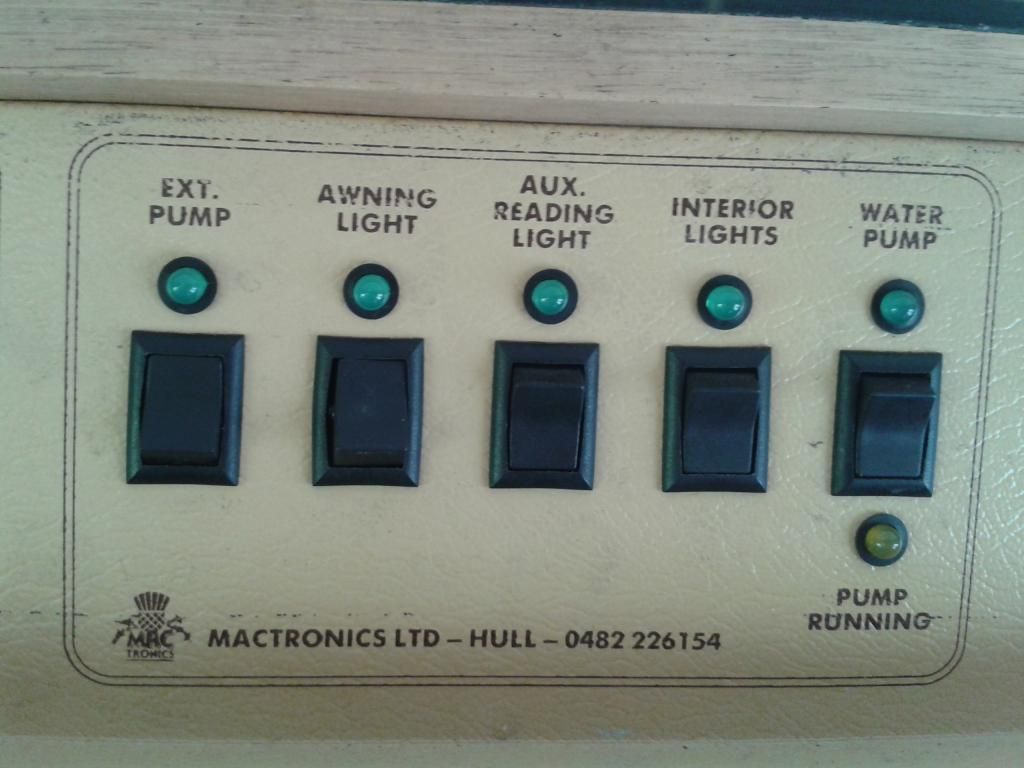 EXT.
PUMP
AWNING
LIGHT
AUX.
READING
LIGHT
INTERIOR
LIGHTS
WATER
PUMP
PUMP
RUNNING
MAC
TRONICS
MACTRONICS LTD – HULL – 0482 226154